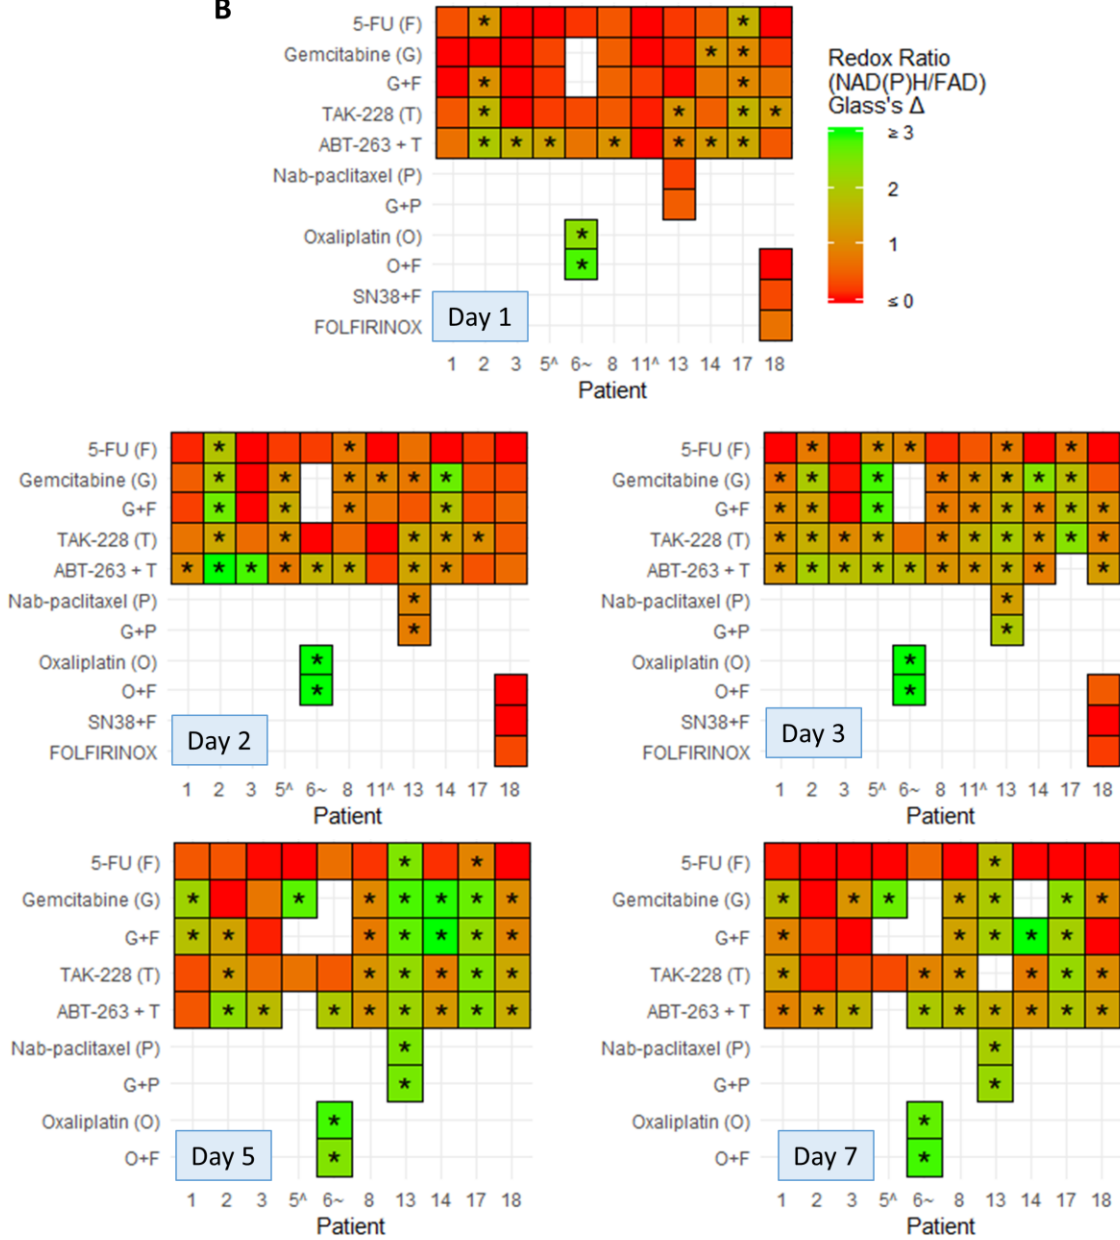 B
5-FU (F)
Gemcitabine (G)
G+F
TAK-228 (T)
ABT-263 + T
Nab-paclitaxel (P)
G+P
Oxaliplatin (O)
O+F
SN38+F
FOLFIRINOX
Day 1
1 2 3 5^ 6~ 8 11^ 13 14 17 18
Patient
Redox Ratio
(NAD(P)H/FAD)
Glass's Δ
≥ 3
2
1
≤ 0
5-FU (F)
Gemcitabine (G)
G+F
TAK-228 (T)
ABT-263 + T
Nab-paclitaxel (P)
G+P
Oxaliplatin (O)
O+F
SN38+F
FOLFIRINOX
Day 2
1 2 3 5^ 6~ 8 11^ 13 14 17 18
Patient
5-FU (F)
Gemcitabine (G)
G+F
TAK-228 (T)
ABT-263 + T
Nab-paclitaxel (P)
G+P
Oxaliplatin (O)
O+F
SN38+F
FOLFIRINOX
Day 3
1 2 3 5^ 6~ 8 11^ 13 14 17 18
Patient
5-FU (F)
Gemcitabine (G)
G+F
TAK-228 (T)
ABT-263 + T
Nab-paclitaxel (P)
G+P
Oxaliplatin (O)
O+F
Day 5
1 2 3 5^ 6~ 8 13 14 17 18
Patient
5-FU (F)
Gemcitabine (G)
G+F
TAK-228 (T)
ABT-263 + T
Nab-paclitaxel (P)
G+P
Oxaliplatin (O)
O+F
Day 7
1 2 3 5^ 6~ 8 13 14 17 18
Patient